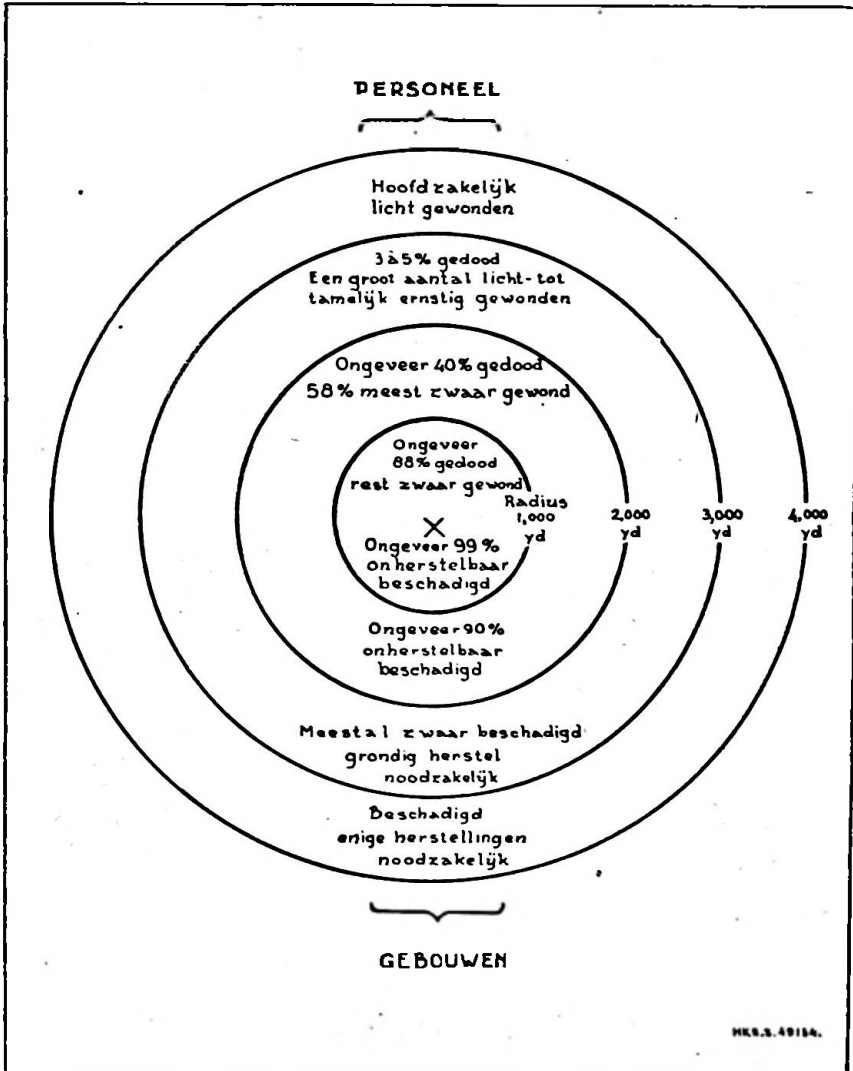 PERSONEEL
Hoofdzakelijk
licht gewonden
3 à 5% gedood
Een groot aantal licht- tot
tamelijk ernstig gewonden
Ongeveer 40% gedood
58% meest zwaar gewond
Ongeveer
88% gedood
rest zwaar gewond
Radius
1,000
yd
2,000
yd
3,000
yd
4,000
yd
Ongeveer 99%
onherstelbaar
beschadigd
Ongeveer 90%
onherstelbaar
beschadigd
Meestal zwaar beschadigd
grondig herstel
noodzakelijk
Beschadigd
enige herstellingen
noodzakelijk
GEBOUWEN